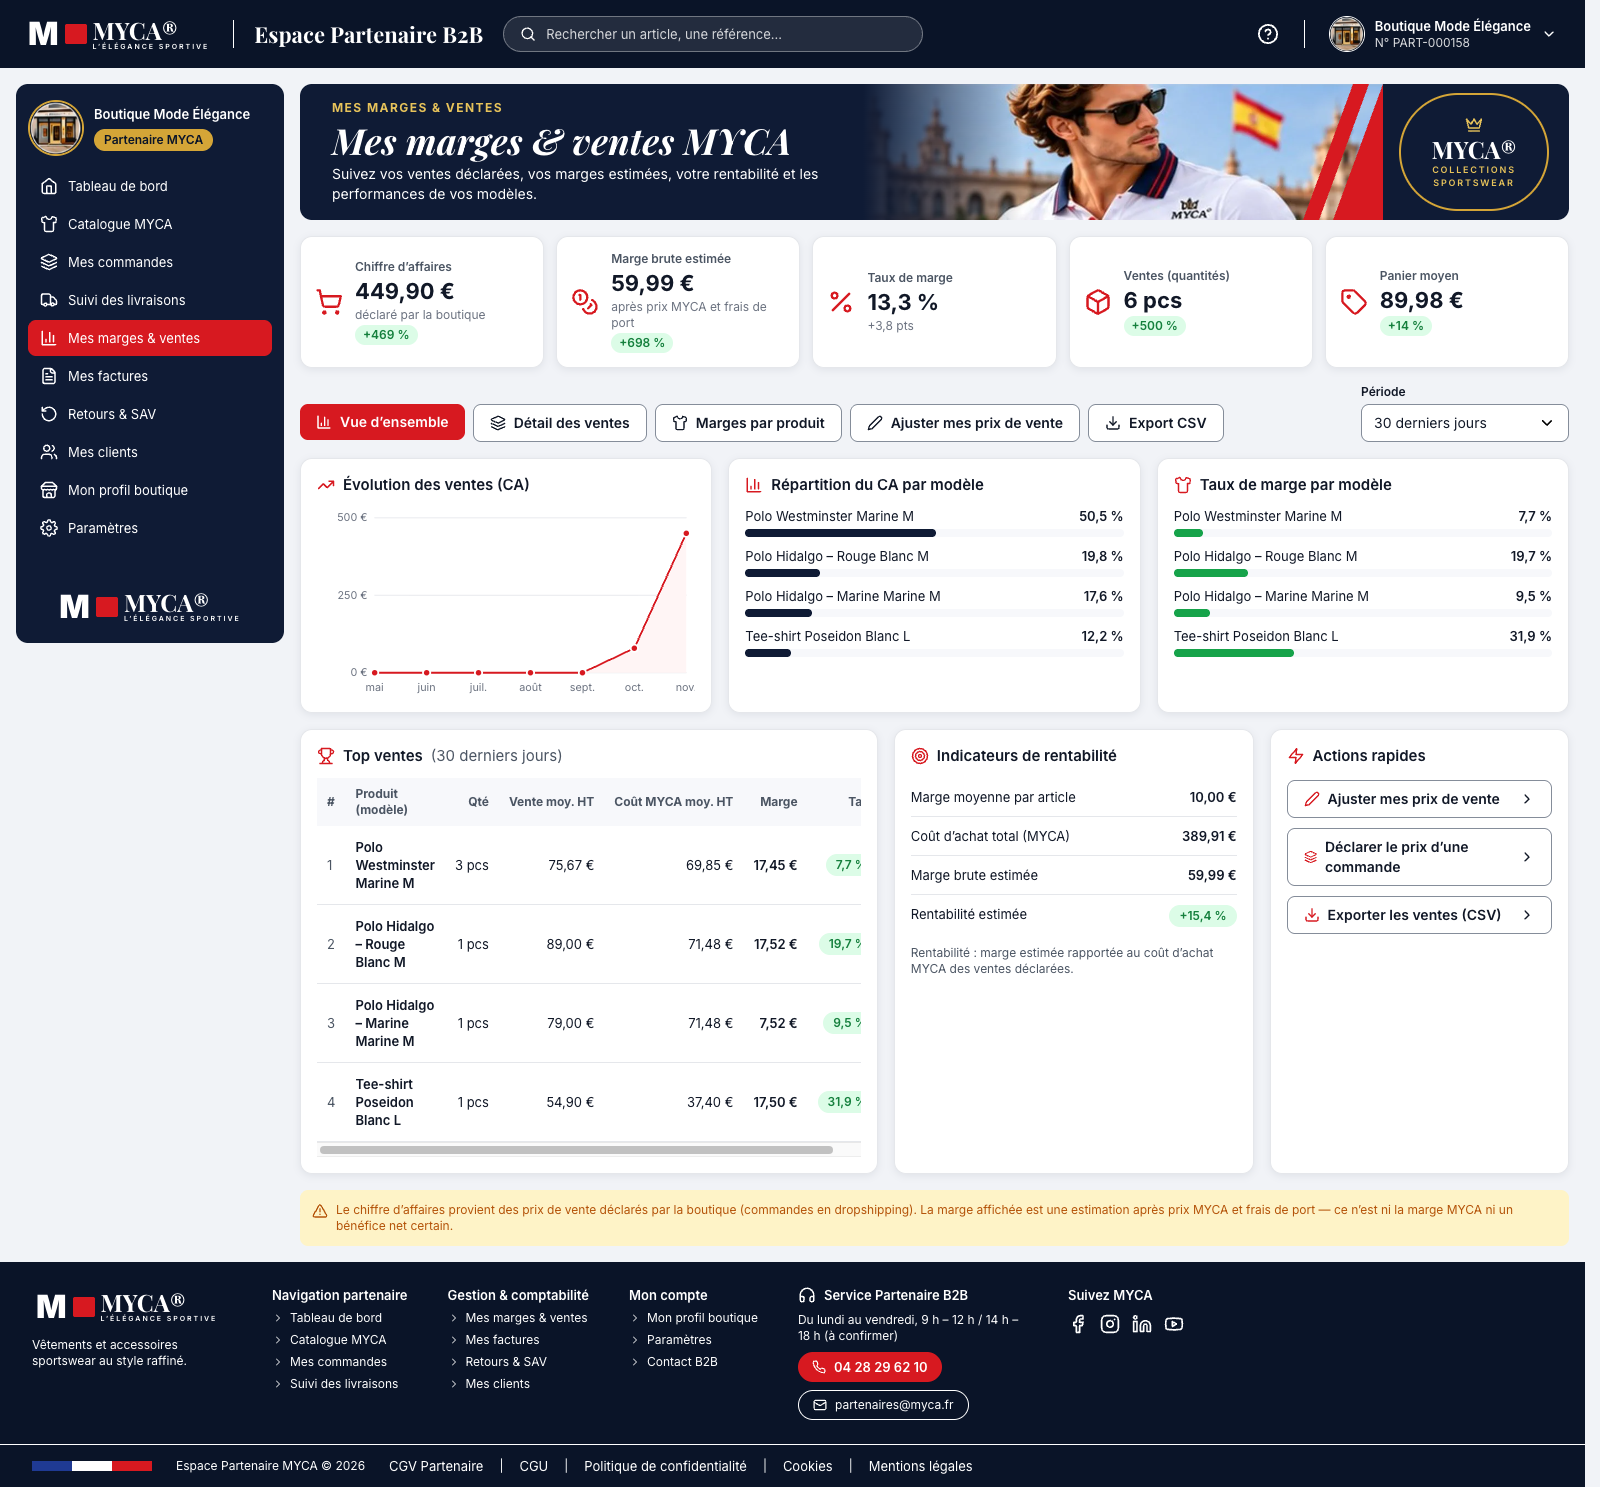 M MYCA®
L'ÉLÉGANCE SPORTIVE
Espace Partenaire B2B
Rechercher un article, une référence...
Boutique Mode Élégance
N° PART-000158
Boutique Mode Élégance
Partenaire MYCA
Tableau de bord
Catalogue MYCA
Mes commandes
Suivi des livraisons
Mes marges & ventes
Mes factures
Retours & SAV
Mes clients
Mon profil boutique
Paramètres
M MYCA®
L'ÉLÉGANCE SPORTIVE
MES MARGES & VENTES
Mes marges & ventes MYCA
Suivez vos ventes déclarées, vos marges estimées, votre rentabilité et les
performances de vos modèles.
MYCA
MYCA®
COLLECTIONS
SPORTSWEAR
Chiffre d'affaires
449,90 €
déclaré par la boutique
+469 %
Marge brute estimée
59,99 €
après prix MYCA et frais de
port
+698 %
Taux de marge
13,3 %
+3,8 pts
Ventes (quantités)
6 pcs
+500 %
Panier moyen
89,98 €
+14 %
Période
Vue d'ensemble
Détail des ventes
Marges par produit
Ajuster mes prix de vente
Export CSV
30 derniers jours
Évolution des ventes (CA)
500 €
250 €
0 €
mai juin juil. août sept. oct. nov
Répartition du CA par modèle
Polo Westminster Marine M 50,5 %
Polo Hidalgo – Rouge Blanc M 19,8 %
Polo Hidalgo – Marine Marine M 17,6 %
Tee-shirt Poseidon Blanc L 12,2 %
Taux de marge par modèle
Polo Westminster Marine M 7,7 %
Polo Hidalgo – Rouge Blanc M 19,7 %
Polo Hidalgo – Marine Marine M 9,5 %
Tee-shirt Poseidon Blanc L 31,9 %
Top ventes (30 derniers jours)
# Produit (modèle) Qté Vente moy. HT Coût MYCA moy. HT Marge Ta
1 Polo Westminster Marine M 3 pcs 75,67 € 69,85 € 17,45 € 7,7 %
2 Polo Hidalgo – Rouge Blanc M 1 pcs 89,00 € 71,48 € 17,52 € 19,7 %
3 Polo Hidalgo – Marine Marine M 1 pcs 79,00 € 71,48 € 7,52 € 9,5 %
4 Tee-shirt Poseidon Blanc L 1 pcs 54,90 € 37,40 € 17,50 € 31,9 %
Indicateurs de rentabilité
Marge moyenne par article 10,00 €
Coût d'achat total (MYCA) 389,91 €
Marge brute estimée 59,99 €
Rentabilité estimée +15,4 %
Rentabilité : marge estimée rapportée au coût d'achat
MYCA des ventes déclarées.
Actions rapides
Ajuster mes prix de vente
Déclarer le prix d'une
commande
Exporter les ventes (CSV)
Le chiffre d'affaires provient des prix de vente déclarés par la boutique (commandes en dropshipping). La marge affichée est une estimation après prix MYCA et frais de port — ce n'est ni la marge MYCA ni un
bénéfice net certain.
M MYCA®
L'ÉLÉGANCE SPORTIVE
Vêtements et accessoires
sportswear au style raffiné.
Navigation partenaire
Tableau de bord
Catalogue MYCA
Mes commandes
Suivi des livraisons
Gestion & comptabilité
Mes marges & ventes
Mes factures
Retours & SAV
Mes clients
Mon compte
Mon profil boutique
Paramètres
Contact B2B
Service Partenaire B2B
Du lundi au vendredi, 9 h – 12 h / 14 h –
18 h (à confirmer)
04 28 29 62 10
partenaires@myca.fr
Suivez MYCA
Espace Partenaire MYCA © 2026 CGV Partenaire | CGU | Politique de confidentialité | Cookies | Mentions légales